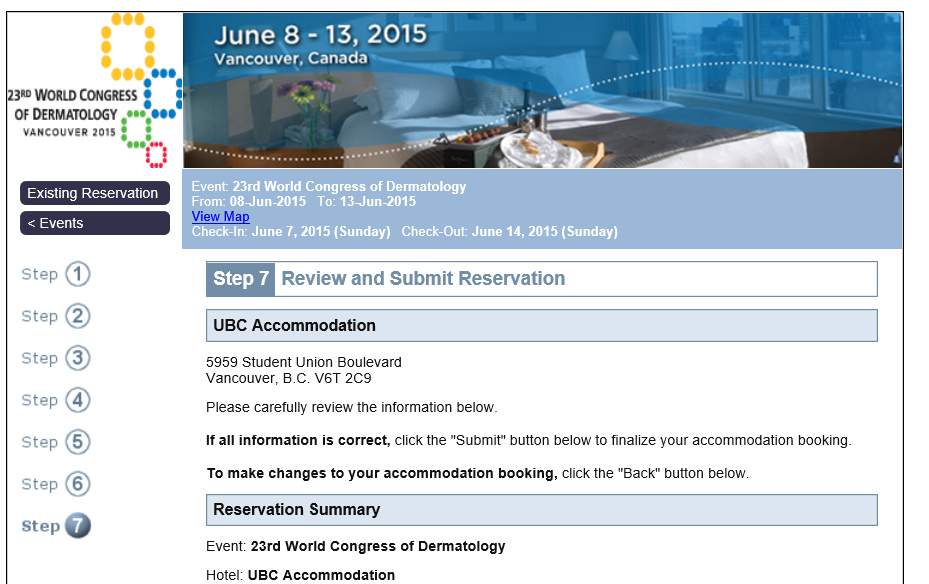 June 8 - 13, 2015
Vancouver, Canada
23RD WORLD CONGRESS
OF DERMATOLOGY
VANCOUVER 2015
Existing Reservation
< Events
Event: 23rd World Congress of Dermatology
From: 08-Jun-2015 To: 13-Jun-2015
View Map
Check-In: June 7, 2015 (Sunday) Check-Out: June 14, 2015 (Sunday)
Step 1
Step 2
Step 3
Step 4
Step 5
Step 6
Step 7
Step 7 Review and Submit Reservation
UBC Accommodation
5959 Student Union Boulevard
Vancouver, B.C. V6T 2C9
Please carefully review the information below.
If all information is correct, click the "Submit" button below to finalize your accommodation booking.
To make changes to your accommodation booking, click the "Back" button below.
Reservation Summary
Event: 23rd World Congress of Dermatology
Hotel: UBC Accommodation